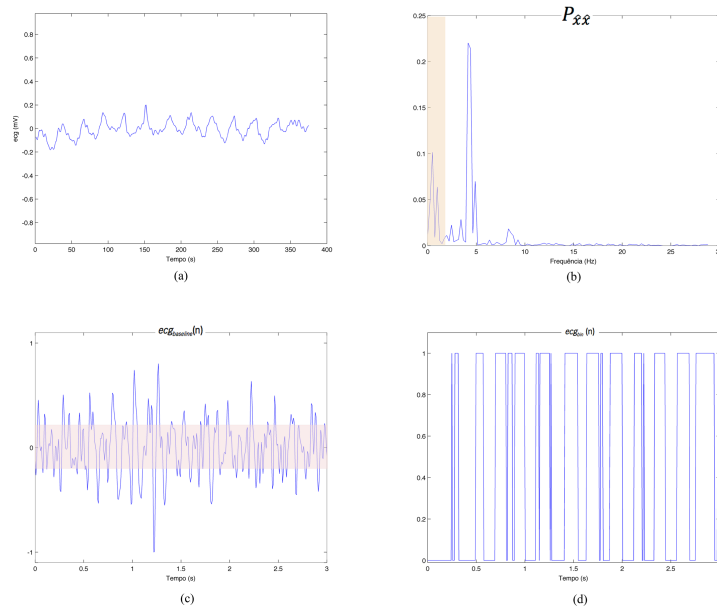 0.8
0.6
0.4
0.2
0
-0.2
-0.4
-0.6
-0.8
ecg (mV)
0 50 100 150 200 250 300 350 400
Tempo (s)
(a)
P_x̂x̂
0.25
0.2
0.15
0.1
0.05
0
0 5 10 15 20 25 30
Frequência (Hz)
(b)
ecg_baseline(n)
1
0
-1
0 0.5 1 1.5 2 2.5 3
Tempo (s)
(c)
(n)
1
0.8
0.6
0.4
0.2
0
0 0.5 1 1.5 2 2.5 3
Tempo (s)
(d)